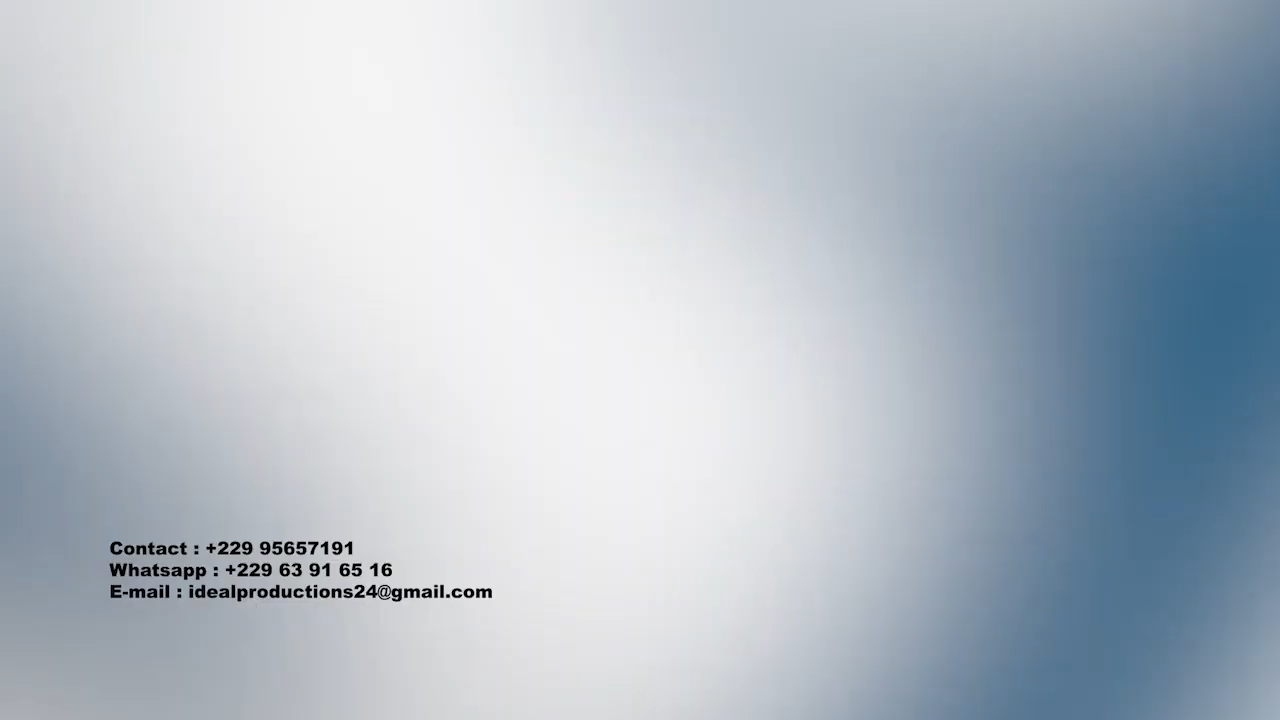 Contact : +229 95657191
Whatsapp : +229 63 91 65 16
E-mail : idealproductions24@gmail.com